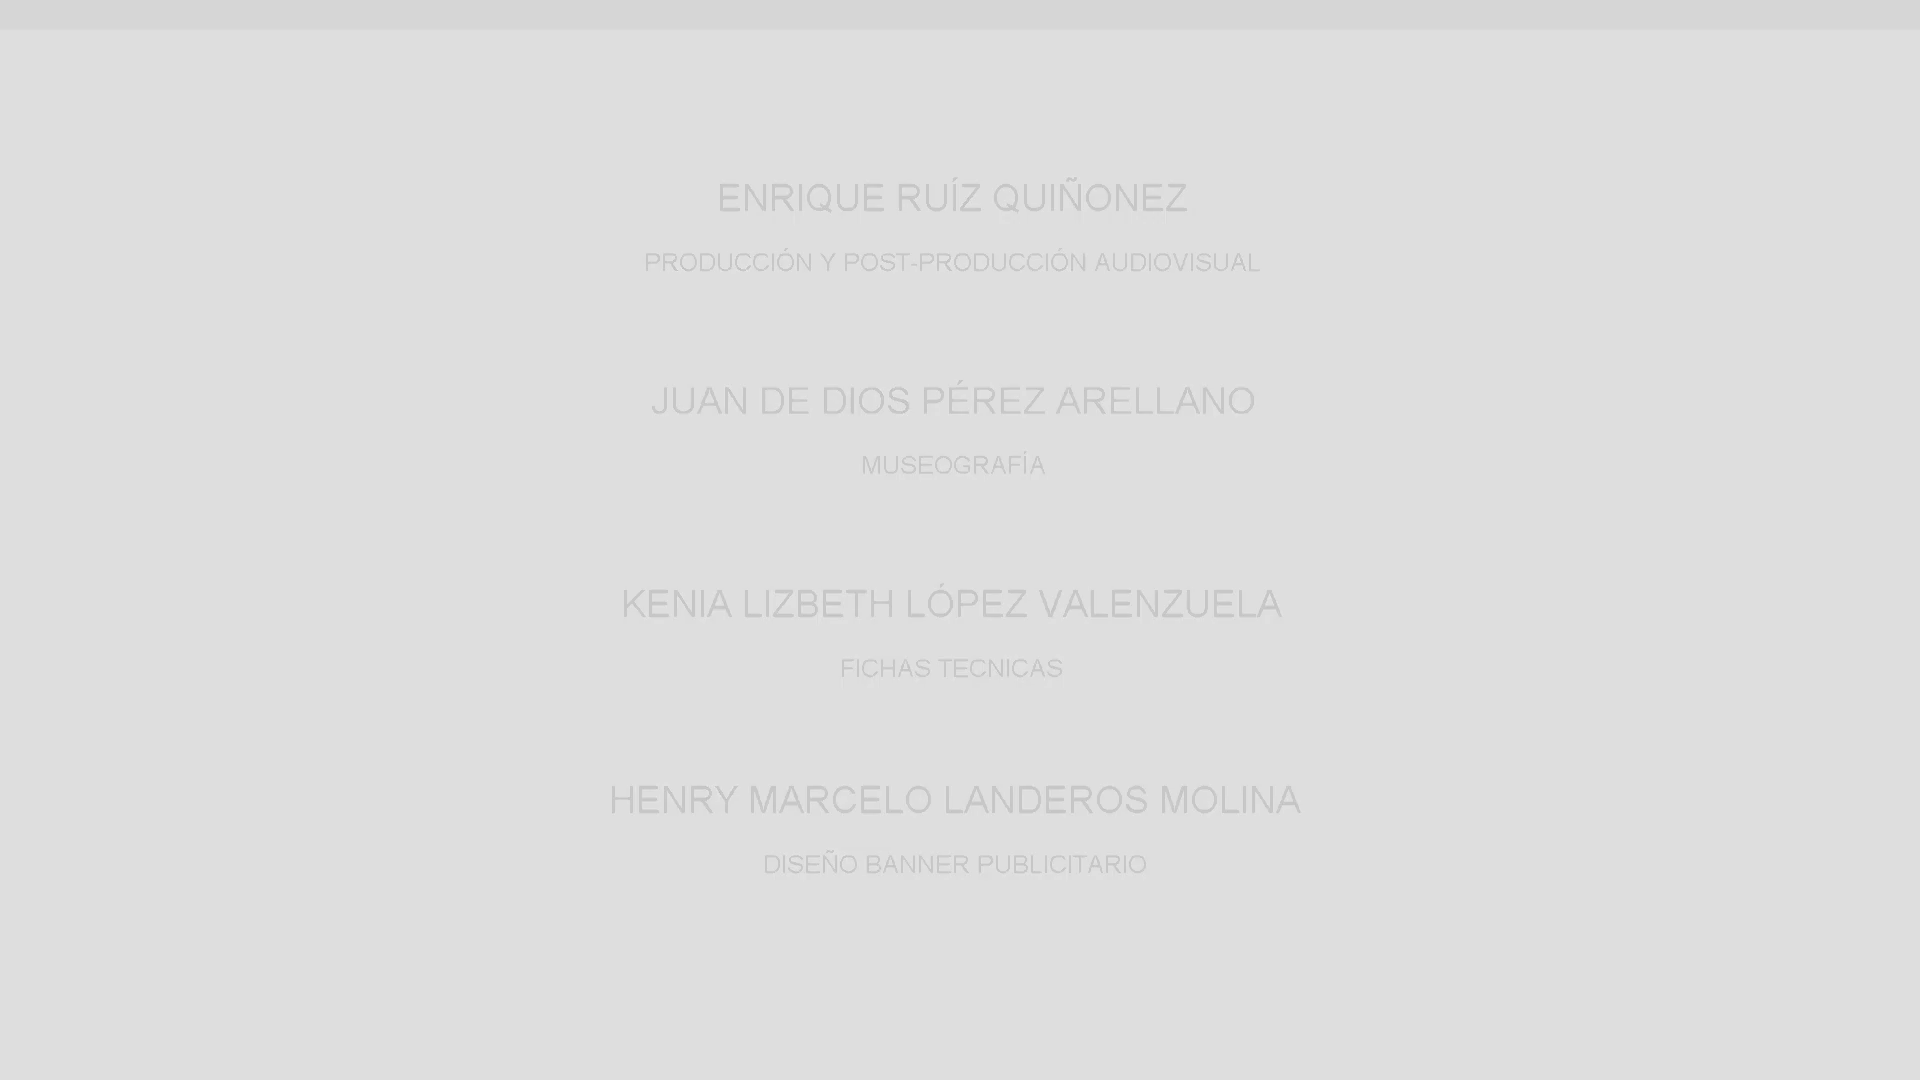 ENRIQUE RUÍZ QUIÑONEZ
PRODUCCIÓN Y POST-PRODUCCIÓN AUDIOVISUAL
JUAN DE DIOS PÉREZ ARELLANO
MUSEOGRAFÍA
KENIA LIZBETH LÓPEZ VALENZUELA
FICHAS TECNICAS
HENRY MARCELO LANDEROS MOLINA
DISEÑO BANNER PUBLICITARIO